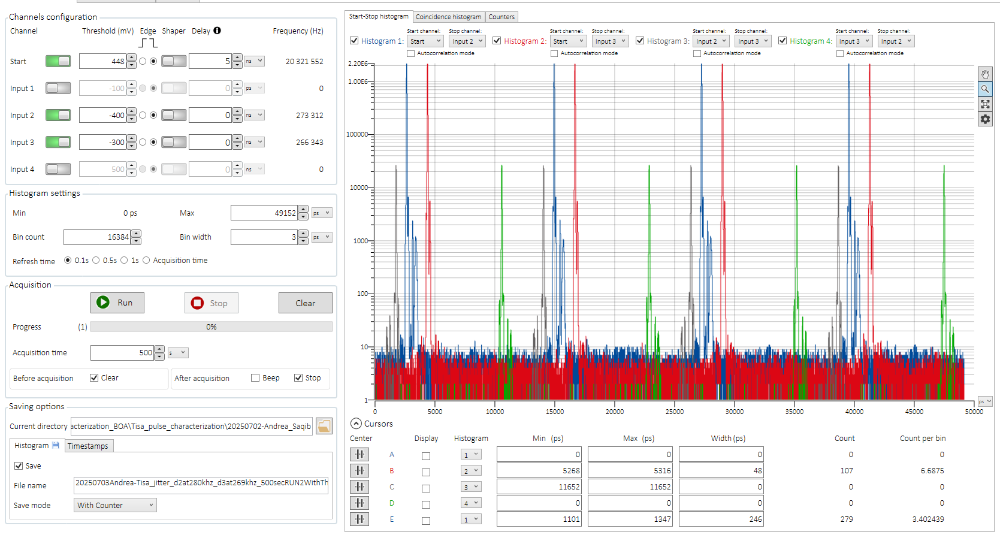 Channels configuration
Channel Threshold (mV) Edge Shaper Delay Frequency (Hz)
Start 448 5 ns 20 321 552
Input 1 -100 0 ps 0
Input 2 -400 0 ns 273 312
Input 3 -300 0 ns 266 343
Input 4 500 0 ns 0
Histogram settings
Min 0 ps Max 49152 ps
Bin count 16384 Bin width 3 ps
Refresh time 0.1s 0.5s 1s Acquisition time
Acquisition
Run Stop Clear
Progress (1) 0%
Acquisition time 500 s
Before acquisition Clear After acquisition Beep Stop
Saving options
Current directory acterization_BOA\Tisa_pulse_characterization\20250702-Andrea_Saqib
Histogram Timestamps
Save
File name 20250703Andrea-Tisa_jitter_d2at280khz_d3at269khz_500secRUN2WithTh
Save mode With Counter
Start-Stop histogram Coincidence histogram Counters
Start channel: Stop channel: Start channel: Stop channel: Start channel: Stop channel: Start channel: Stop channel:
Histogram 1: Start Input 2 Histogram 2: Start Input 3 Histogram 3: Input 2 Input 3 Histogram 4: Input 3 Input 2
Autocorrelation mode Autocorrelation mode Autocorrelation mode Autocorrelation mode
2.20E6
1.00E6
100000
10000
1000
100
10
1
ps
0 5000 10000 15000 20000 25000 30000 35000 40000 45000 50000
Cursors
Center Display Histogram Min (ps) Max (ps) Width (ps) Count Count per bin
A 1 0 0 0 0 0
B 2 5268 5316 48 107 6.6875
C 3 11652 11652 0 0 0
D 4 0 0 0 0 0
E 1 1101 1347 246 279 3.402439